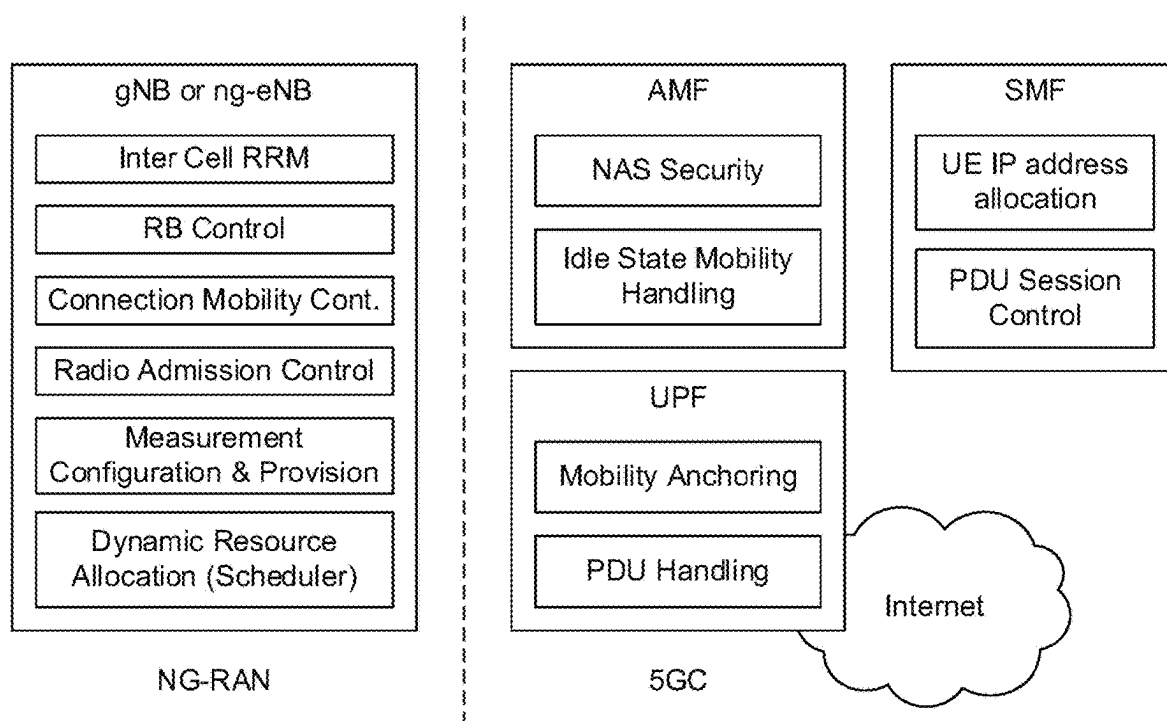 gNB or ng-eNB
Inter Cell RRM
RB Control
Connection Mobility Cont.
Radio Admission Control
Measurement
Configuration & Provision
Dynamic Resource
Allocation (Scheduler)
NG-RAN
AMF
NAS Security
Idle State Mobility
Handling
SMF
UE IP address
allocation
PDU Session
Control
UPF
Mobility Anchoring
PDU Handling
Internet
5GC